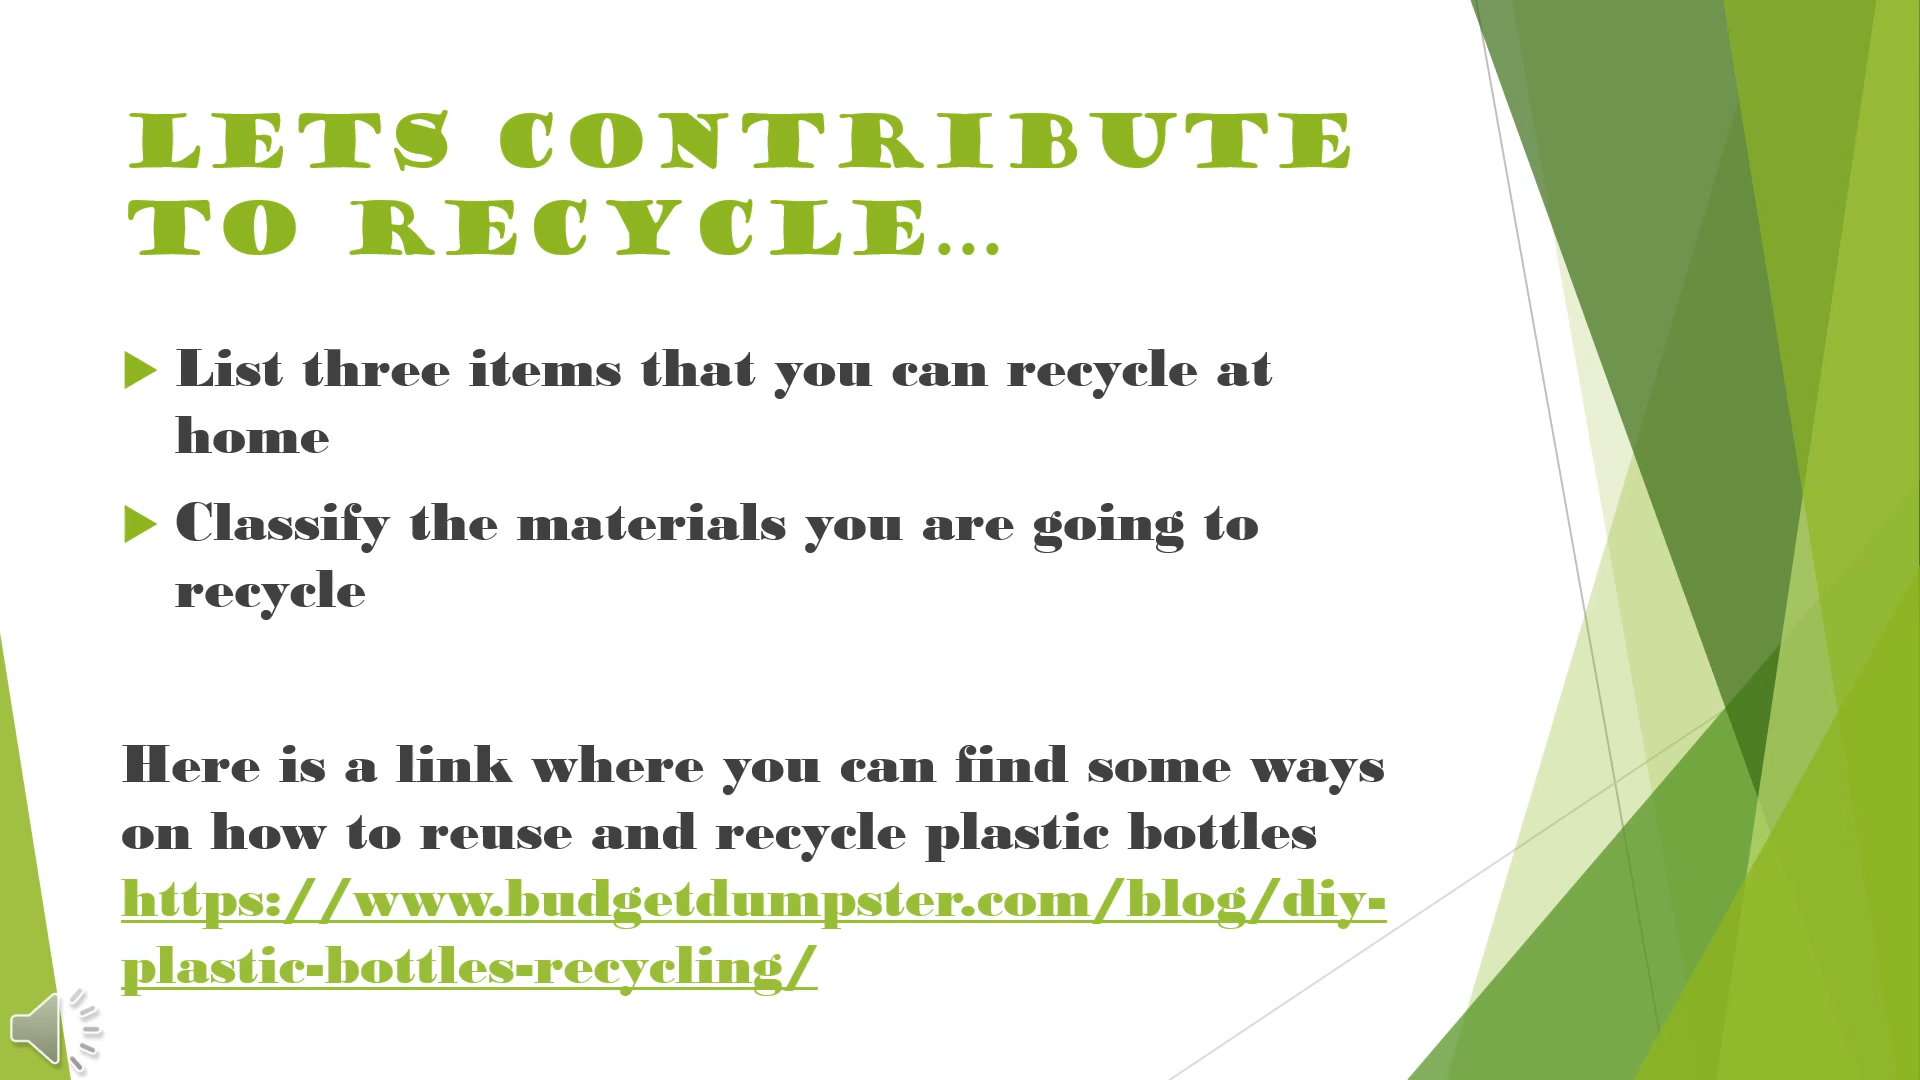 LETS CONTRIBUTE
TO RECYCLE...
List three items that you can recycle at
home
Classify the materials you are going to
recycle
Here is a link where you can find some ways
on how to reuse and recycle plastic bottles
https://www.budgetdumpster.com/blog/diy-
plastic-bottles-recycling/